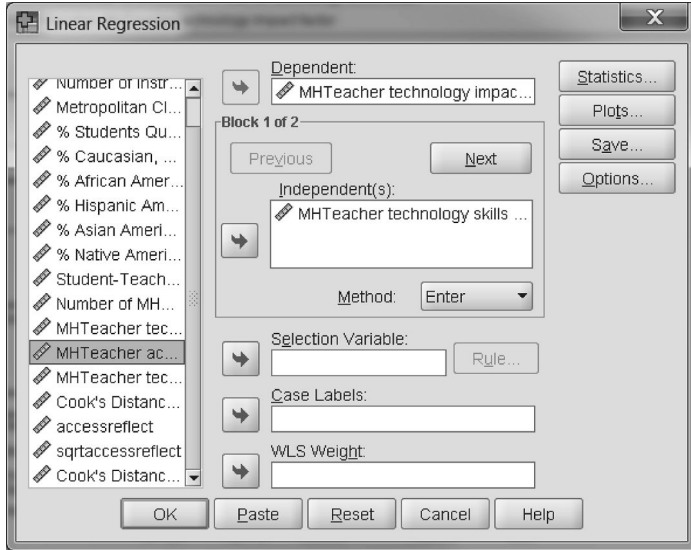 Linear Regression
Number of Instr...
Metropolitan Cl...
% Students Qu...
% Caucasian, ...
% African Amer...
% Hispanic Am...
% Asian Ameri...
% Native Ameri...
Student-Teach...
Number of MH...
MHTeacher tec...
MHTeacher ac...
MHTeacher tec...
Cook's Distanc...
accessreflect
sqrtaccessreflect
Cook's Distanc...
Dependent:
MHTeacher technology impac...
Block 1 of 2
Previous
Next
Independent(s):
MHTeacher technology skills ...
Method:
Enter
Selection Variable:
Rule...
Case Labels:
WLS Weight:
Statistics...
Plots...
Save...
Options...
OK
Paste
Reset
Cancel
Help